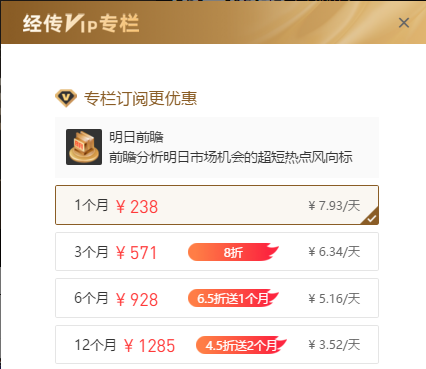 经传Vip专栏
专栏订阅更优惠
明日前瞻
前瞻分析明日市场机会的超短热点风向标
1个月 ¥238 ¥7.93/天
3个月 ¥571 8折 ¥6.34/天
6个月 ¥928 6.5折送1个月 ¥5.16/天
12个月 ¥1285 4.5折送2个月 ¥3.52/天